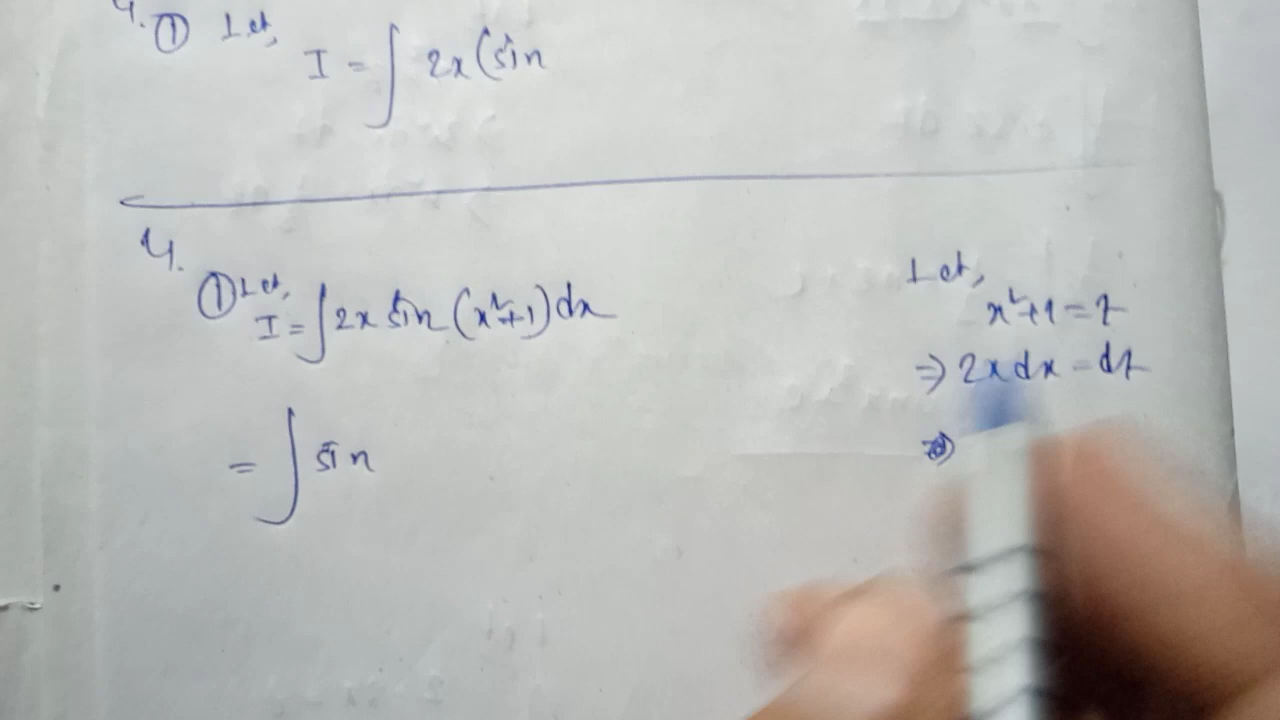 4. ① Let,
I = ∫ 2x (sin
4.
① Let,
I = ∫ 2x sin (x²+1) dx
= ∫ sin
Let,
x²+1 = z
⇒ 2x dx = dz